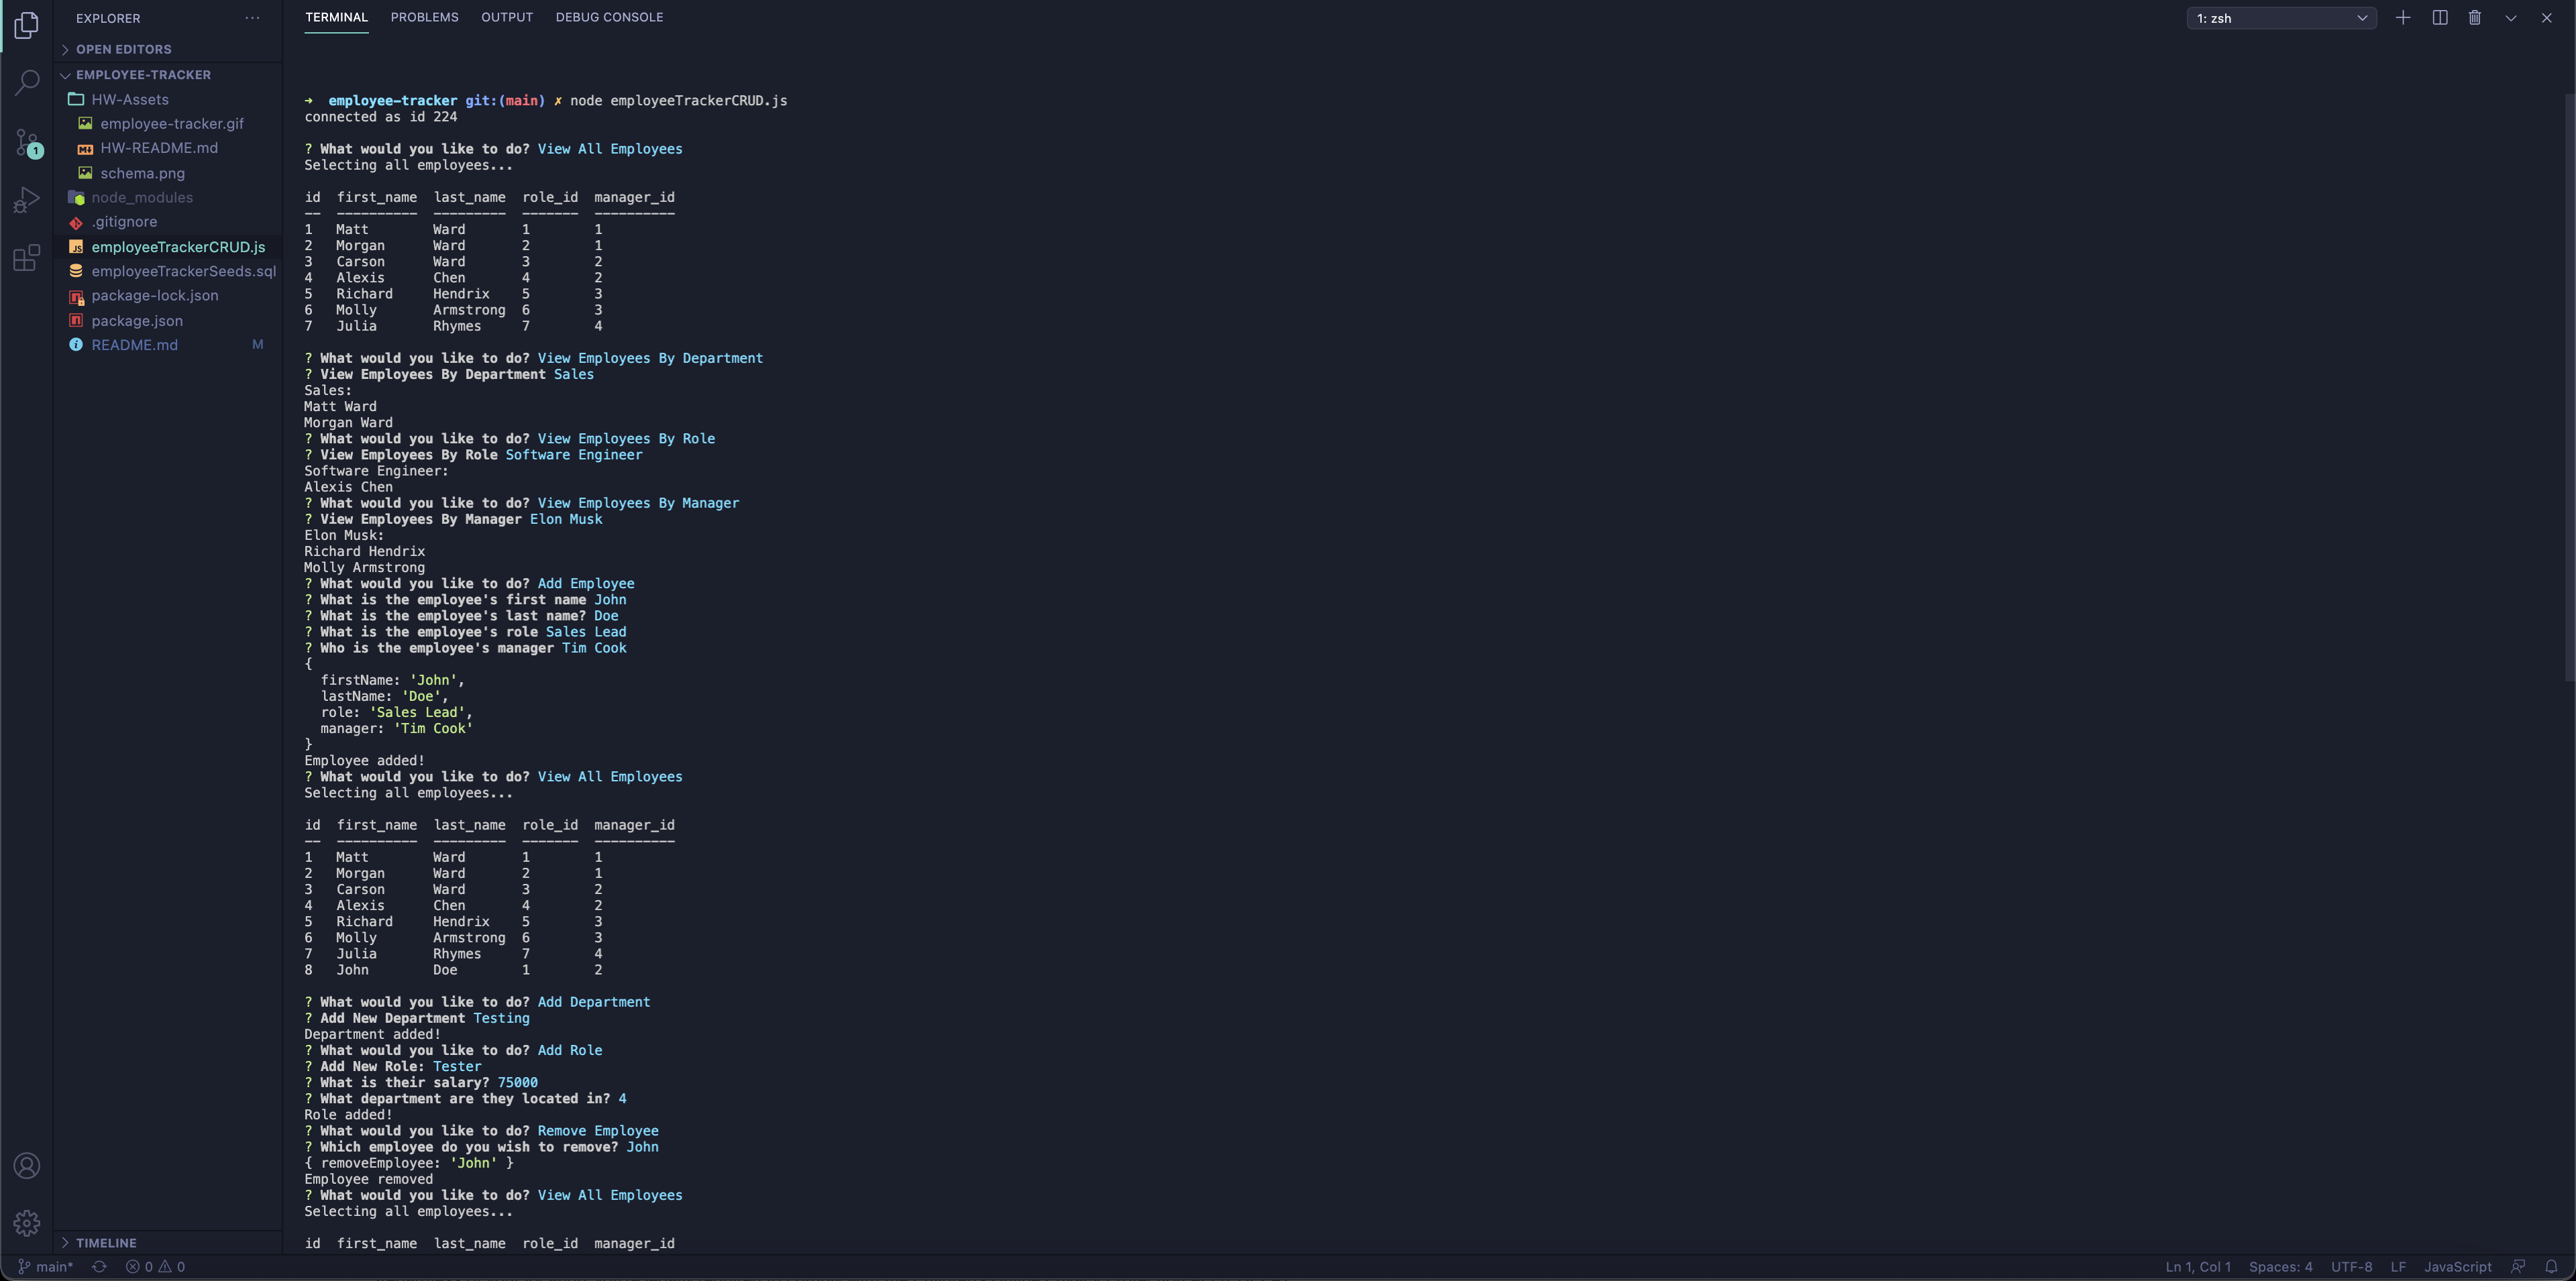 EXPLORER
OPEN EDITORS
EMPLOYEE-TRACKER
HW-Assets
employee-tracker.gif
HW-README.md
schema.png
node_modules
.gitignore
employeeTrackerCRUD.js
employeeTrackerSeeds.sql
package-lock.json
package.json
README.md M
TIMELINE
1
TERMINAL PROBLEMS OUTPUT DEBUG CONSOLE
1: zsh
→ employee-tracker git:(main) ✗ node employeeTrackerCRUD.js
connected as id 224
? What would you like to do? View All Employees
Selecting all employees...
id first_name last_name role_id manager_id
-- ---------- --------- ------- ----------
1 Matt Ward 1 1
2 Morgan Ward 2 1
3 Carson Ward 3 2
4 Alexis Chen 4 2
5 Richard Hendrix 5 3
6 Molly Armstrong 6 3
7 Julia Rhymes 7 4
? What would you like to do? View Employees By Department
? View Employees By Department Sales
Sales:
Matt Ward
Morgan Ward
? What would you like to do? View Employees By Role
? View Employees By Role Software Engineer
Software Engineer:
Alexis Chen
? What would you like to do? View Employees By Manager
? View Employees By Manager Elon Musk
Elon Musk:
Richard Hendrix
Molly Armstrong
? What would you like to do? Add Employee
? What is the employee's first name John
? What is the employee's last name? Doe
? What is the employee's role Sales Lead
? Who is the employee's manager Tim Cook
{
firstName: 'John',
lastName: 'Doe',
role: 'Sales Lead',
manager: 'Tim Cook'
}
Employee added!
? What would you like to do? View All Employees
Selecting all employees...
id first_name last_name role_id manager_id
-- ---------- --------- ------- ----------
1 Matt Ward 1 1
2 Morgan Ward 2 1
3 Carson Ward 3 2
4 Alexis Chen 4 2
5 Richard Hendrix 5 3
6 Molly Armstrong 6 3
7 Julia Rhymes 7 4
8 John Doe 1 2
? What would you like to do? Add Department
? Add New Department Testing
Department added!
? What would you like to do? Add Role
? Add New Role: Tester
? What is their salary? 75000
? What department are they located in? 4
Role added!
? What would you like to do? Remove Employee
? Which employee do you wish to remove? John
{ removeEmployee: 'John' }
Employee removed
? What would you like to do? View All Employees
Selecting all employees...
id first_name last_name role_id manager_id
main* 0 0 Ln 1, Col 1 Spaces: 4 UTF-8 LF JavaScript